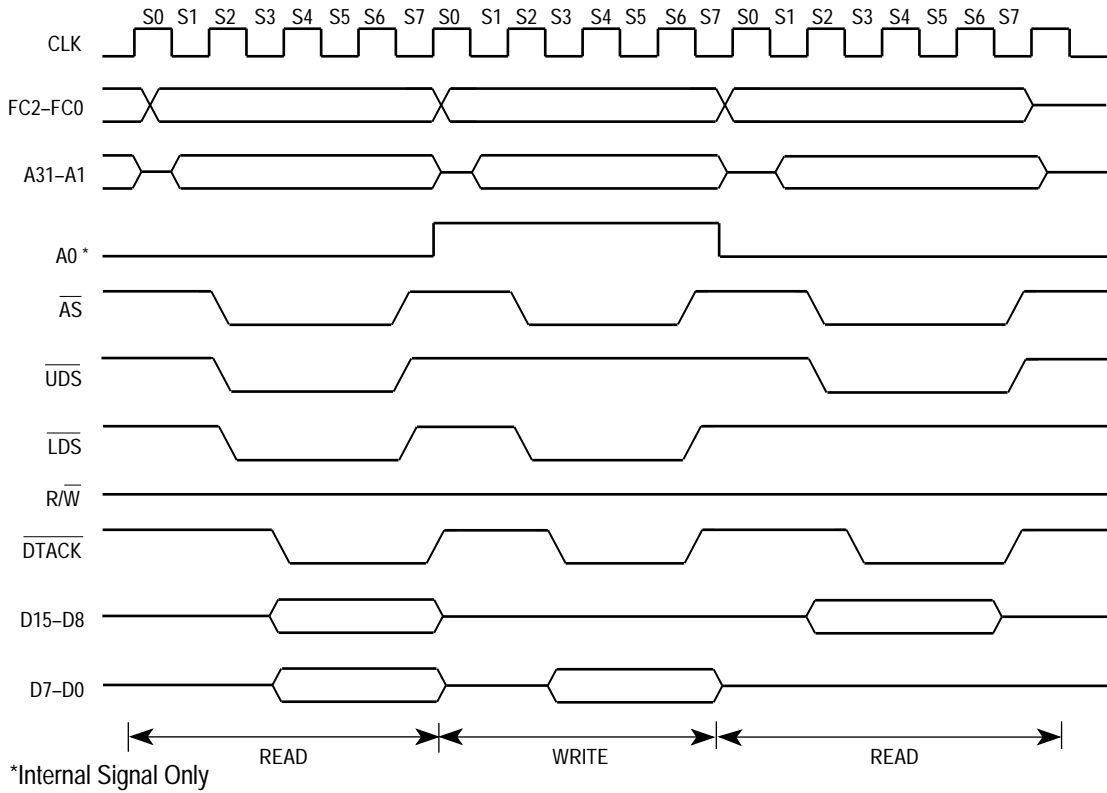 S0 S1 S2 S3 S4 S5 S6 S7 S0 S1 S2 S3 S4 S5 S6 S7 S0 S1 S2 S3 S4 S5 S6 S7
CLK
FC2–FC0
A31–A1
A0 *
AS
UDS
LDS
R/W
DTACK
D15–D8
D7–D0
READ WRITE READ
*Internal Signal Only